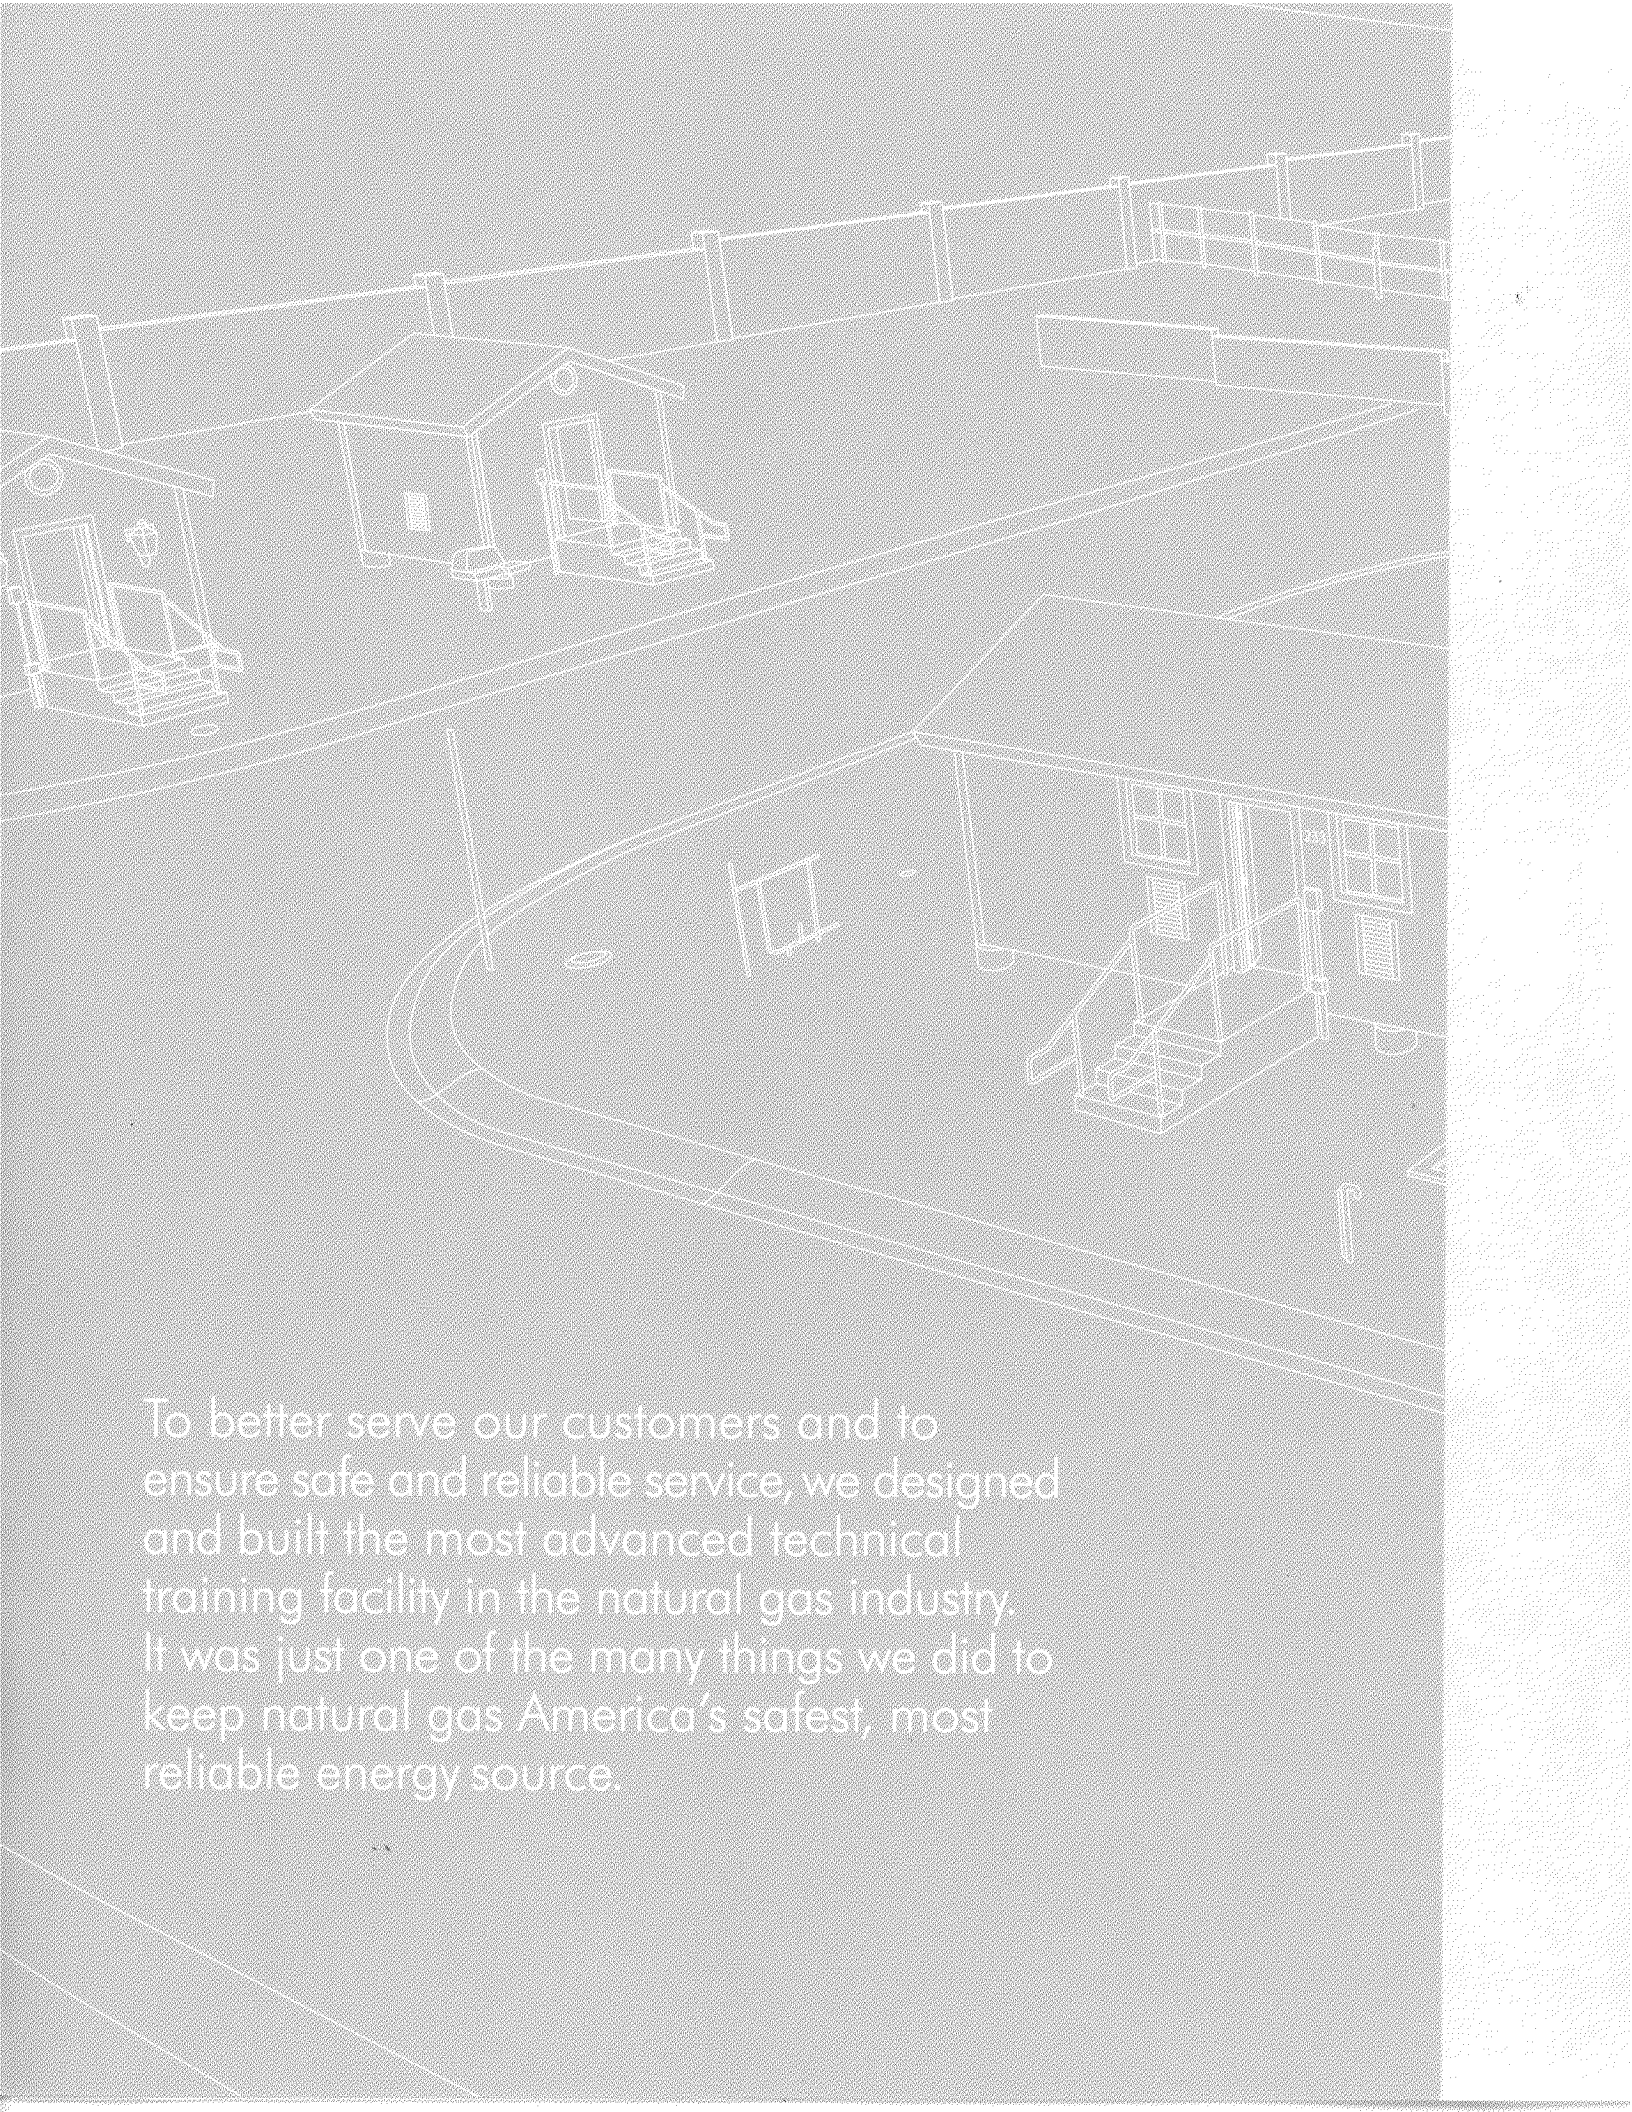 231
To better serve our customers and to
ensure safe and reliable service, we designed
and built the most advanced technical
training facility in the natural gas industry.
It was just one of the many things we did to
keep natural gas America's safest, most
reliable energy source.